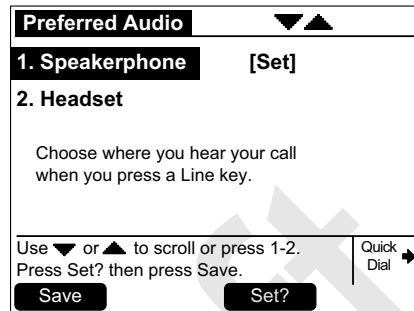 Preferred Audio
1. Speakerphone [Set]
2. Headset
Choose where you hear your call
when you press a Line key.
Use or to scroll or press 1-2.
Press Set? then press Save.
Quick
Dial
Save Set?